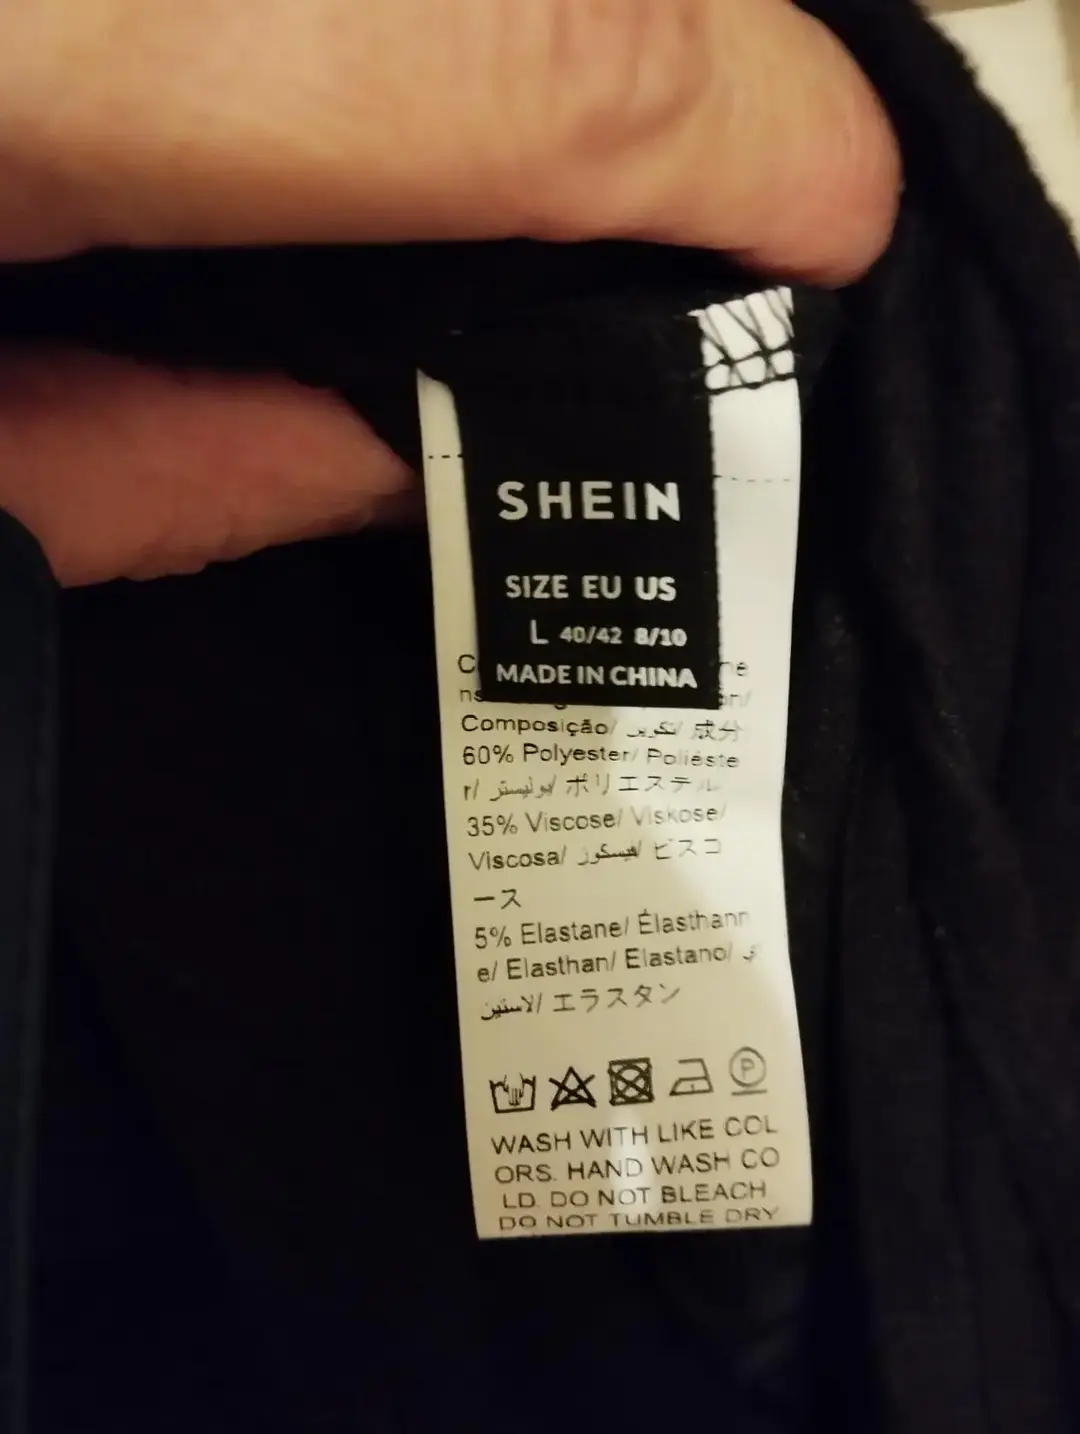 SHEIN
SIZE EU US
L 40/42 8/10
MADE IN CHINA
Composição/ تكوين/ 成分
60% Polyester/ Poliéste
r/ بوليستر/ ポリエステル
35% Viscose/ Viskose/
Viscosa/ فيسكوز/ ビスコ
ース
5% Elastane/ Élasthann
e/ Elasthan/ Elastano/
الاستين/ エラスタン
P
WASH WITH LIKE COL
ORS. HAND WASH CO
LD. DO NOT BLEACH
DO NOT TUMBLE DRY